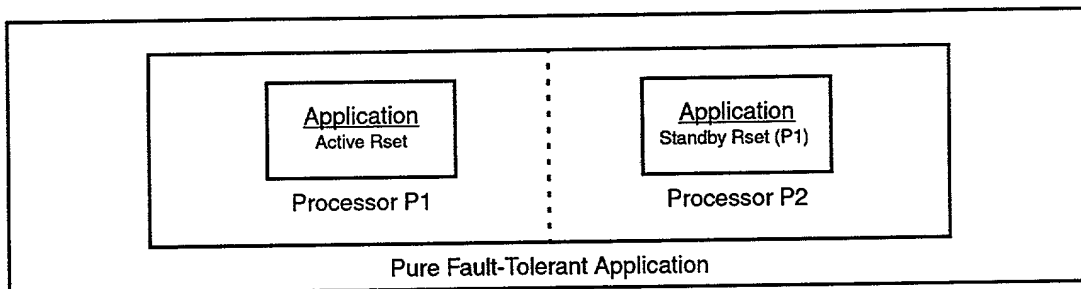 Application
Active Rset
Processor P1
Application
Standby Rset (P1)
Processor P2
Pure Fault-Tolerant Application